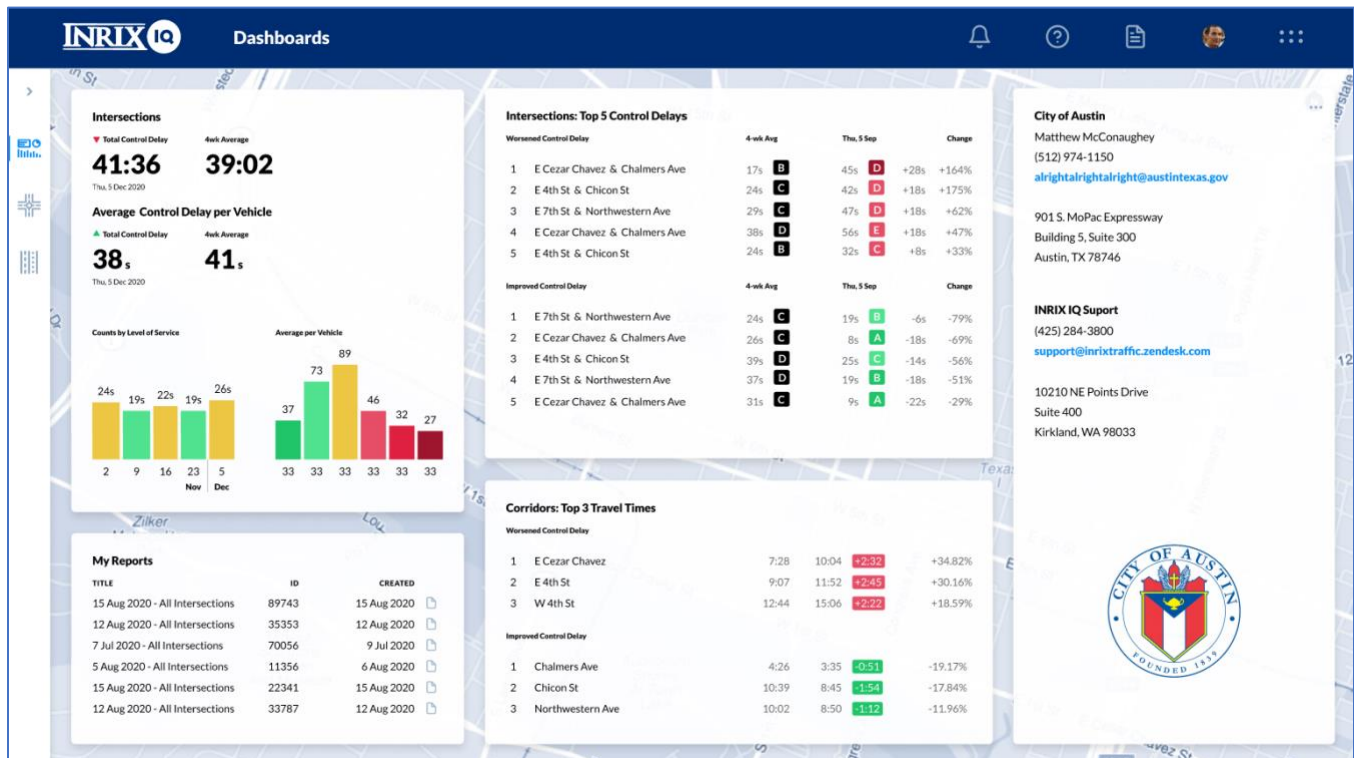 INRIX IQ Dashboards
Intersections
Total Control Delay 4wk Average
41:36 39:02
Thu, 5 Dec 2020
Average Control Delay per Vehicle
Total Control Delay 4wk Average
38 s 41 s
Thu, 5 Dec 2020
Counts by Level of Service
24s 19s 22s 19s 26s
2 9 16 23 5
Nov Dec
Average per Vehicle
37 73 89 46 32 27
33 33 33 33 33 33
My Reports
TITLE ID CREATED
15 Aug 2020 - All Intersections 89743 15 Aug 2020
12 Aug 2020 - All Intersections 35353 12 Aug 2020
7 Jul 2020 - All Intersections 70056 9 Jul 2020
5 Aug 2020 - All Intersections 11356 6 Aug 2020
15 Aug 2020 - All Intersections 22341 15 Aug 2020
12 Aug 2020 - All Intersections 33787 12 Aug 2020
Intersections: Top 5 Control Delays
Worsened Control Delay 4-wk Avg Thu, 5 Sep Change
1 E Cezar Chavez & Chalmers Ave 17s B 45s D +28s +164%
2 E 4th St & Chicon St 24s C 42s D +18s +175%
3 E 7th St & Northwestern Ave 29s C 47s D +18s +62%
4 E Cezar Chavez & Chalmers Ave 38s D 56s E +18s +47%
5 E 4th St & Chicon St 24s B 32s C +8s +33%
Improved Control Delay 4-wk Avg Thu, 5 Sep Change
1 E 7th St & Northwestern Ave 24s C 19s B -6s -79%
2 E Cezar Chavez & Chalmers Ave 26s C 8s A -18s -69%
3 E 4th St & Chicon St 39s D 25s C -14s -56%
4 E 7th St & Northwestern Ave 37s D 19s B -18s -51%
5 E Cezar Chavez & Chalmers Ave 31s C 9s A -22s -29%
Corridors: Top 3 Travel Times
Worsened Control Delay
1 E Cezar Chavez 7:28 10:04 +2:32 +34.82%
2 E 4th St 9:07 11:52 +2:45 +30.16%
3 W 4th St 12:44 15:06 +2:22 +18.59%
Improved Control Delay
1 Chalmers Ave 4:26 3:35 -0:51 -19.17%
2 Chicon St 10:39 8:45 -1:54 -17.84%
3 Northwestern Ave 10:02 8:50 -1:12 -11.96%
City of Austin
Matthew McConaughey
(512) 974-1150
alrightalrightalright@austintexas.gov
901 S. MoPac Expressway
Building 5, Suite 300
Austin, TX 78746
INRIX IQ Suport
(425) 284-3800
support@inrixtraffic.zendesk.com
10210 NE Points Drive
Suite 400
Kirkland, WA 98033
CITY OF AUSTIN
FOUNDED 1839
Zilker